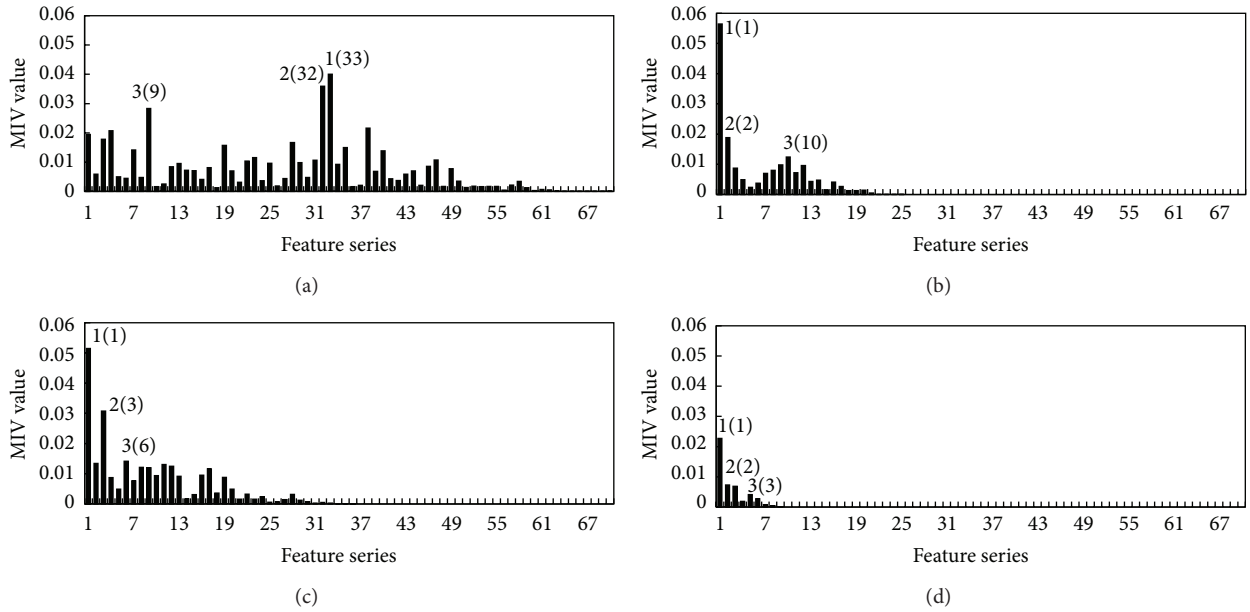 0.06
0.05
0.04
0.03
0.02
0.01
0
MIV value
3(9)
2(32)
1(33)
1 7 13 19 25 31 37 43 49 55 61 67
Feature series
(a)
0.06
0.05
0.04
0.03
0.02
0.01
0
MIV value
1(1)
2(2)
3(10)
1 7 13 19 25 31 37 43 49 55 61 67
Feature series
(b)
0.06
0.05
0.04
0.03
0.02
0.01
0
MIV value
1(1)
2(3)
3(6)
1 7 13 19 25 31 37 43 49 55 61 67
Feature series
(c)
0.06
0.05
0.04
0.03
0.02
0.01
0
MIV value
1(1)
2(2)
3(3)
1 7 13 19 25 31 37 43 49 55 61 67
Feature series
(d)